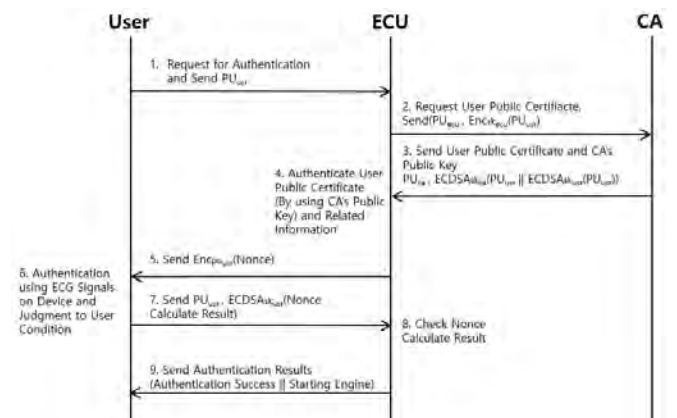 User ECU CA
1. Request for Authentication
and Send PUusr
2. Request User Public Certifiacte,
Send(PUecu, Encskecu(PUusr)
3. Send User Public Certificate and CA's
Public Key
PUca, ECDSAskca(PUusr || ECDSAskusr(PUusr))
4. Authenticate User
Public Certificate
(By using CA's Public
Key) and Related
Information
5. Send EncPUusr(Nonce)
6. Authentication
using ECG Signals
on Device and
Judgment to User
Condition
7. Send PUusr, ECDSAskusr(Nonce
Calculate Result)
8. Check Nonce
Calculate Result
9. Send Authentication Results
(Authentication Success || Starting Engine)